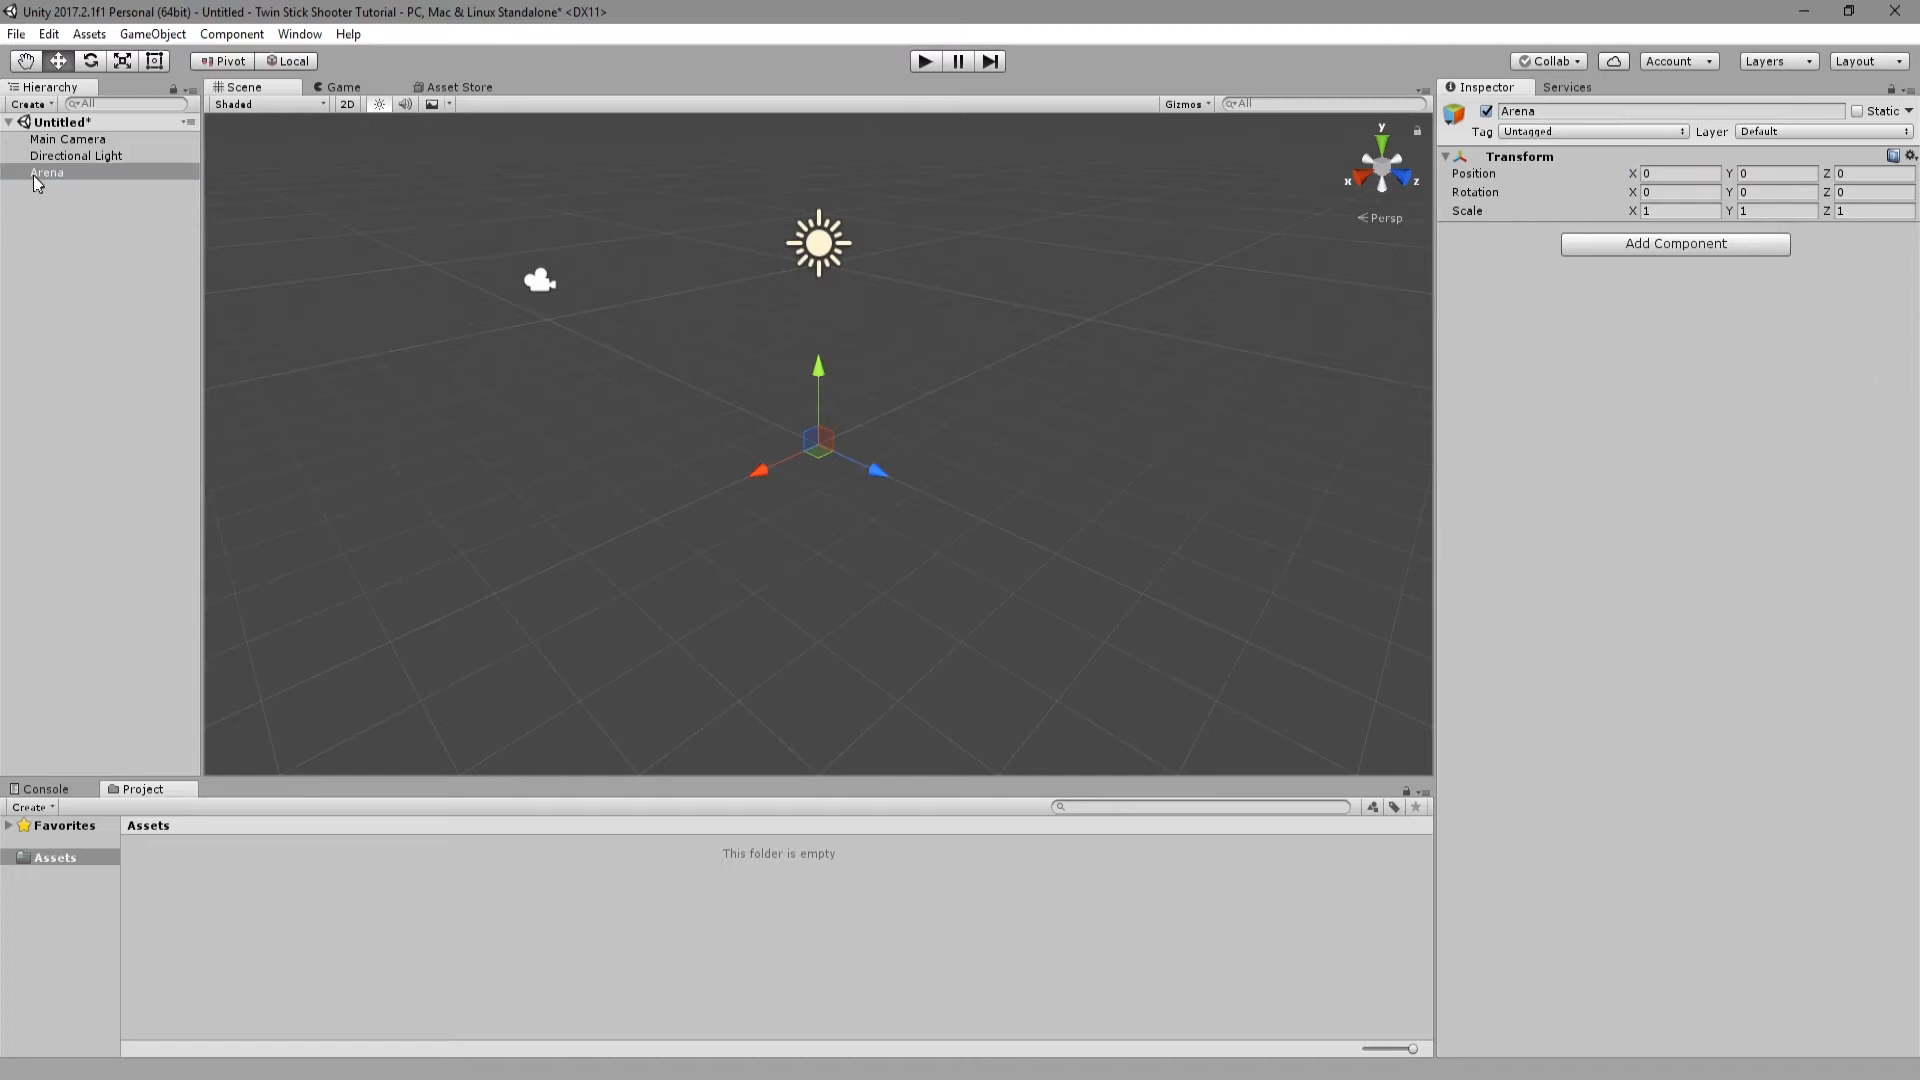 Unity 2017.2.1f1 Personal (64bit) - Untitled - Twin Stick Shooter Tutorial - PC, Mac & Linux Standalone* <DX11>
File Edit Assets GameObject Component Window Help
Pivot Local Collab Account Layers Layout
Hierarchy Scene Game Asset Store Inspector Services
Create All Shaded 2D Gizmos All Arena Static
Untitled* y Tag Untagged Layer Default
Main Camera
Directional Light Transform
Arena x z Position X 0 Y 0 Z 0
Rotation X 0 Y 0 Z 0
Persp Scale X 1 Y 1 Z 1
Add Component
Console Project
Create
Favorites Assets
Assets This folder is empty